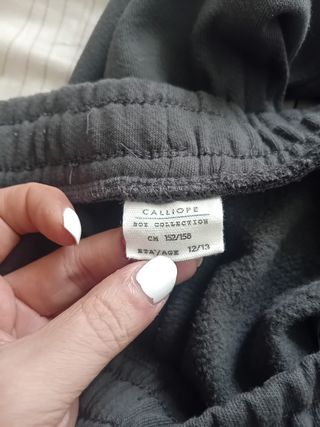 CALLIOPE
BOY COLLECTION
CM 152/158
ETA'/AGE 12/13